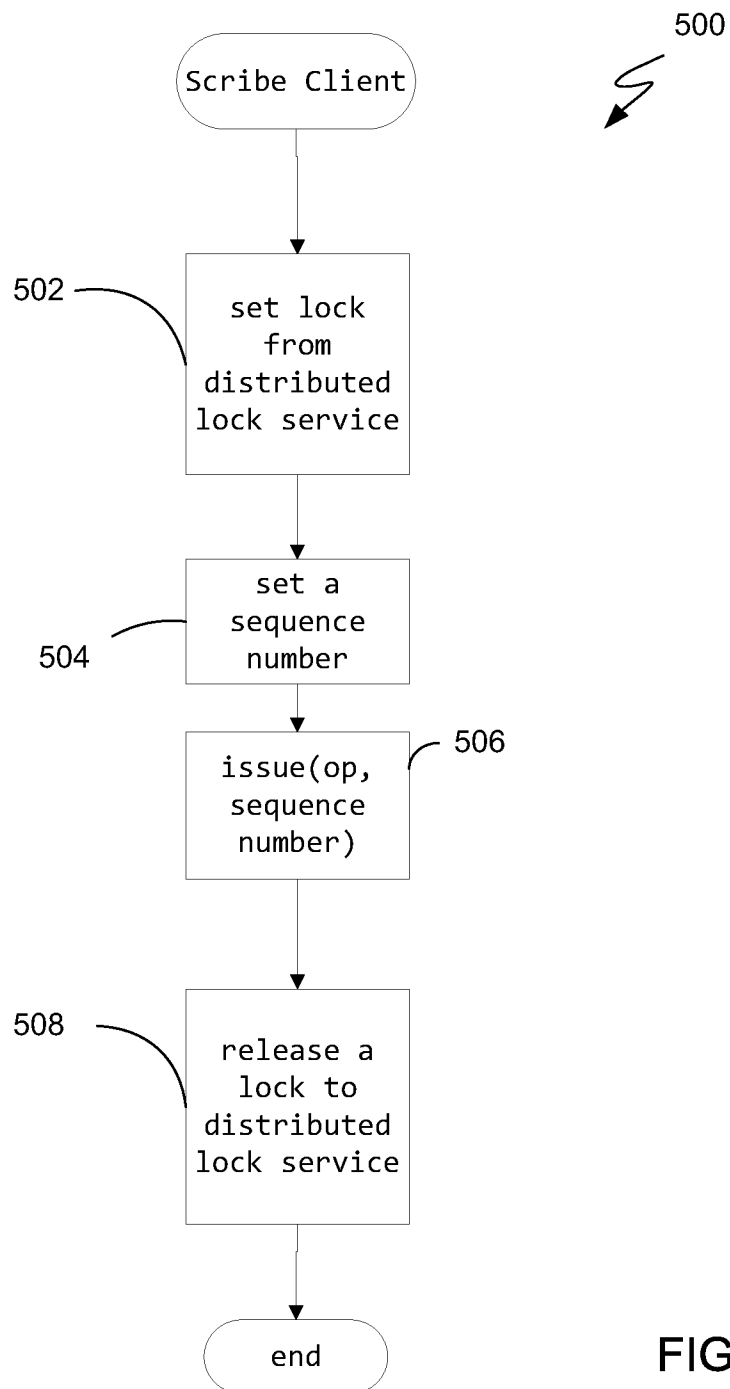 500
Scribe Client
502
set lock
from
distributed
lock service
set a
sequence
number
504
506
issue(op,
sequence
number)
508
release a
lock to
distributed
lock service
end
FIG